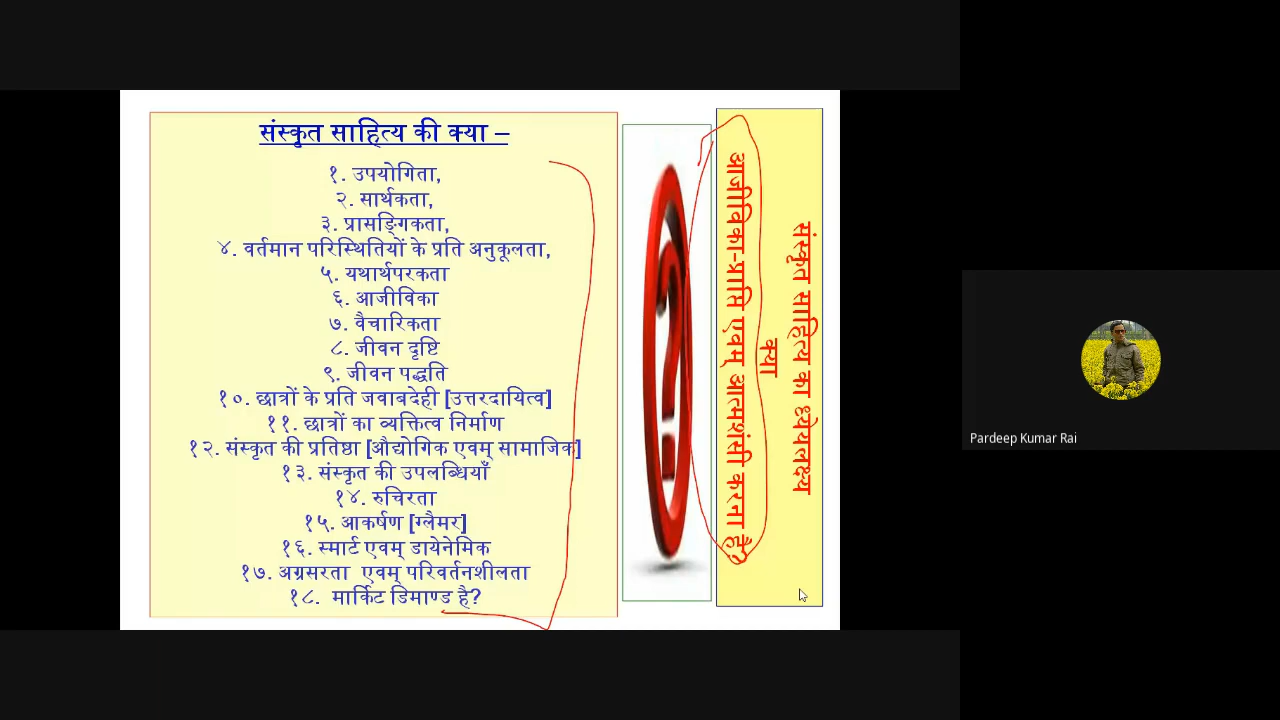 संस्कृत साहित्य की क्या –
१. उपयोगिता,
२. सार्थकता,
३. प्रासङ्गिकता,
४. वर्तमान परिस्थितियों के प्रति अनुकूलता,
५. यथार्थपरकता
६. आजीविका
७. वैचारिकता
८. जीवन दृष्टि
९. जीवन पद्धति
१०. छात्रों के प्रति जवाबदेही [उत्तरदायित्व]
११. छात्रों का व्यक्तित्व निर्माण
१२. संस्कृत की प्रतिष्ठा [औद्योगिक एवम् सामाजिक]
१३. संस्कृत की उपलब्धियाँ
१४. रुचिरता
१५. आकर्षण [ग्लैमर]
१६. स्मार्ट एवम् डायेनेमिक
१७. अग्रसरता एवम् परिवर्तनशीलता
१८. मार्किट डिमाण्ड है?
?
संस्कृत साहित्य का ध्येयलक्ष्य
क्या
आजीविका-प्राप्ति एवम् आत्मशंसी करना है?
Pardeep Kumar Rai